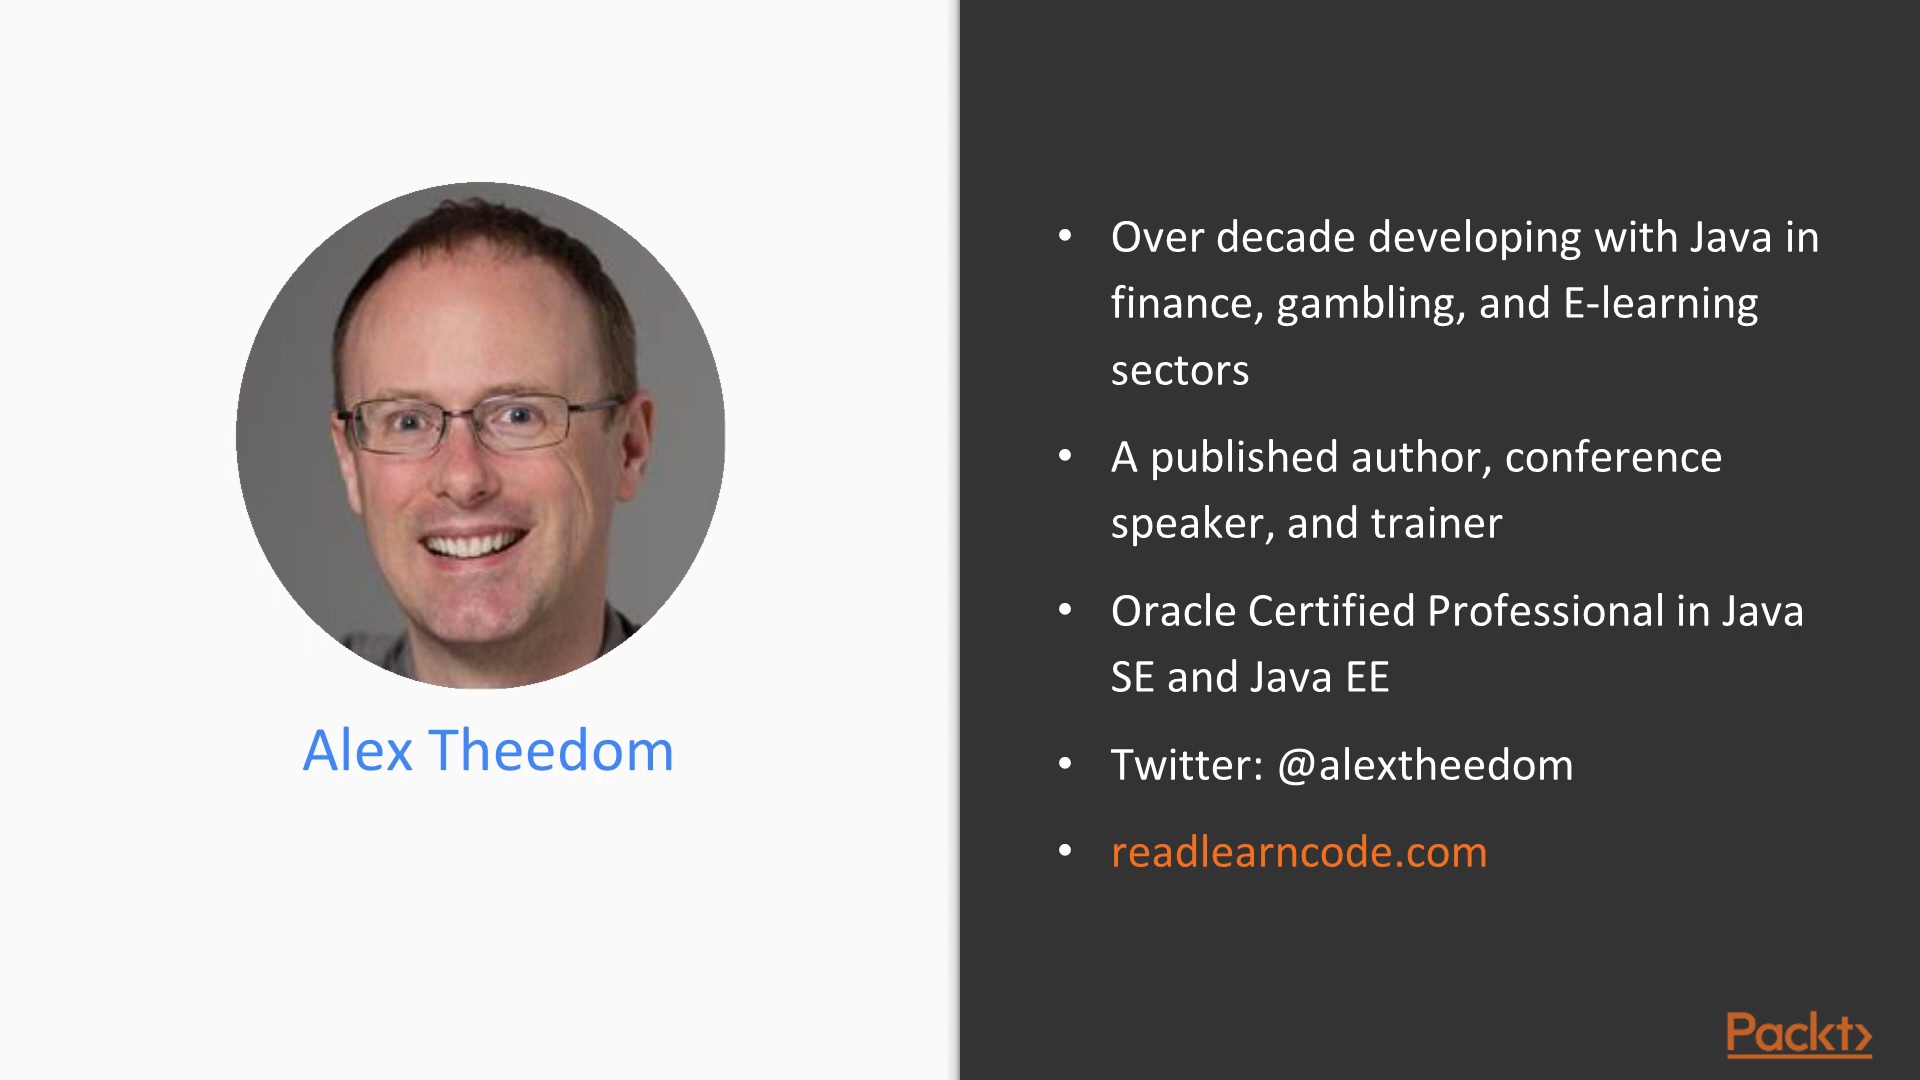 Alex Theedom
• Over decade developing with Java in
finance, gambling, and E-learning
sectors
• A published author, conference
speaker, and trainer
• Oracle Certified Professional in Java
SE and Java EE
• Twitter: @alextheedom
• readlearncode.com
Packt>